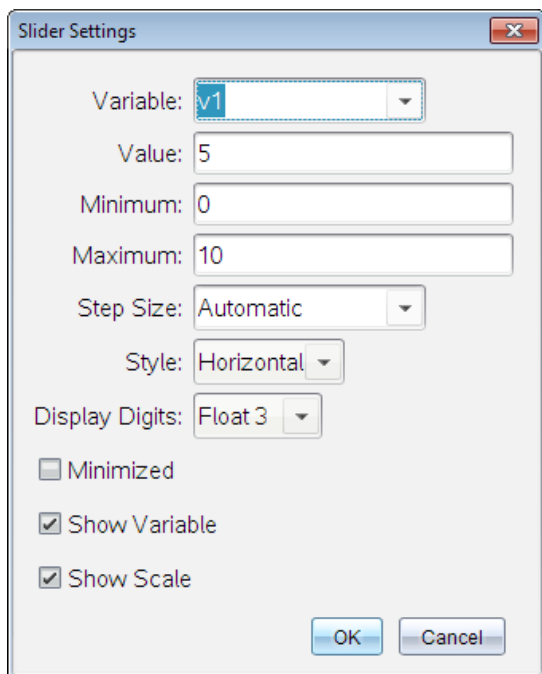 Slider Settings
Variable: v1
Value: 5
Minimum: 0
Maximum: 10
Step Size: Automatic
Style: Horizontal
Display Digits: Float 3
Minimized
Show Variable
Show Scale
OK Cancel